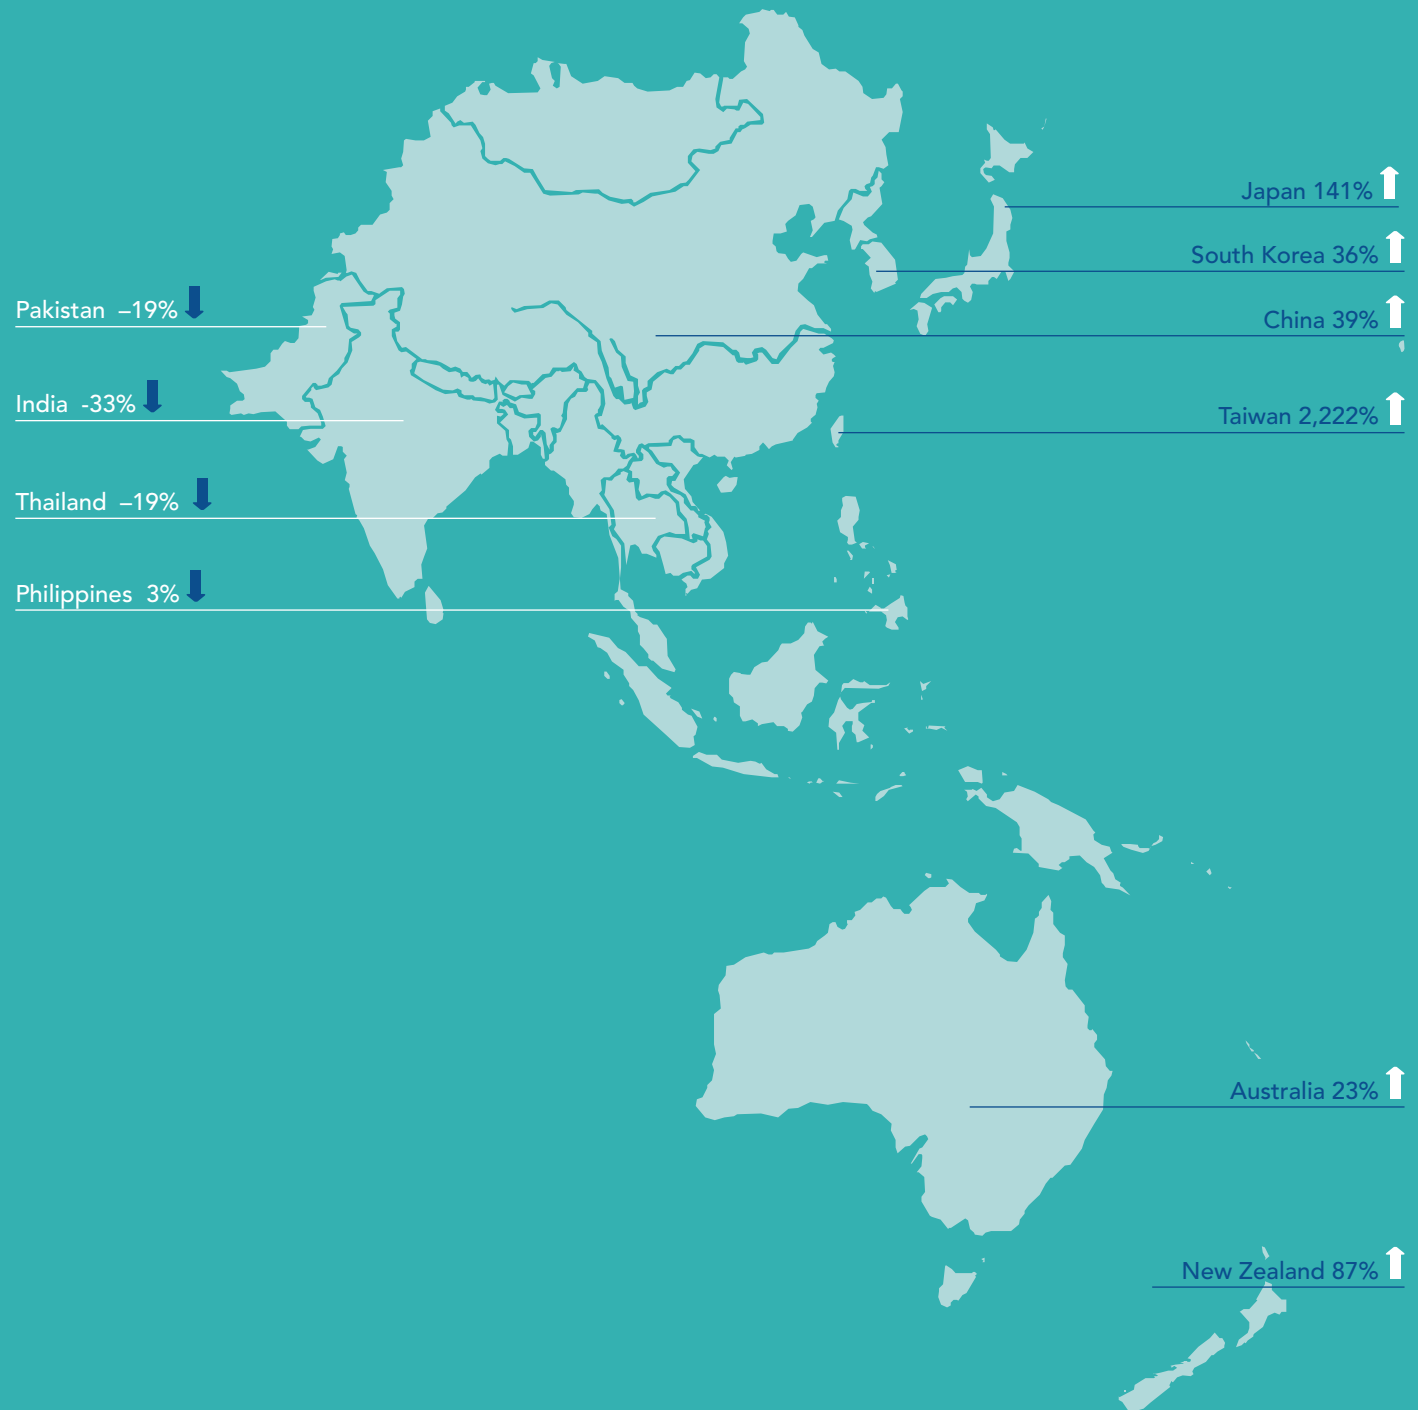 Japan 141%
South Korea 36%
Pakistan –19%
China 39%
India -33%
Taiwan 2,222%
Thailand –19%
Philippines 3%
Australia 23%
New Zealand 87%